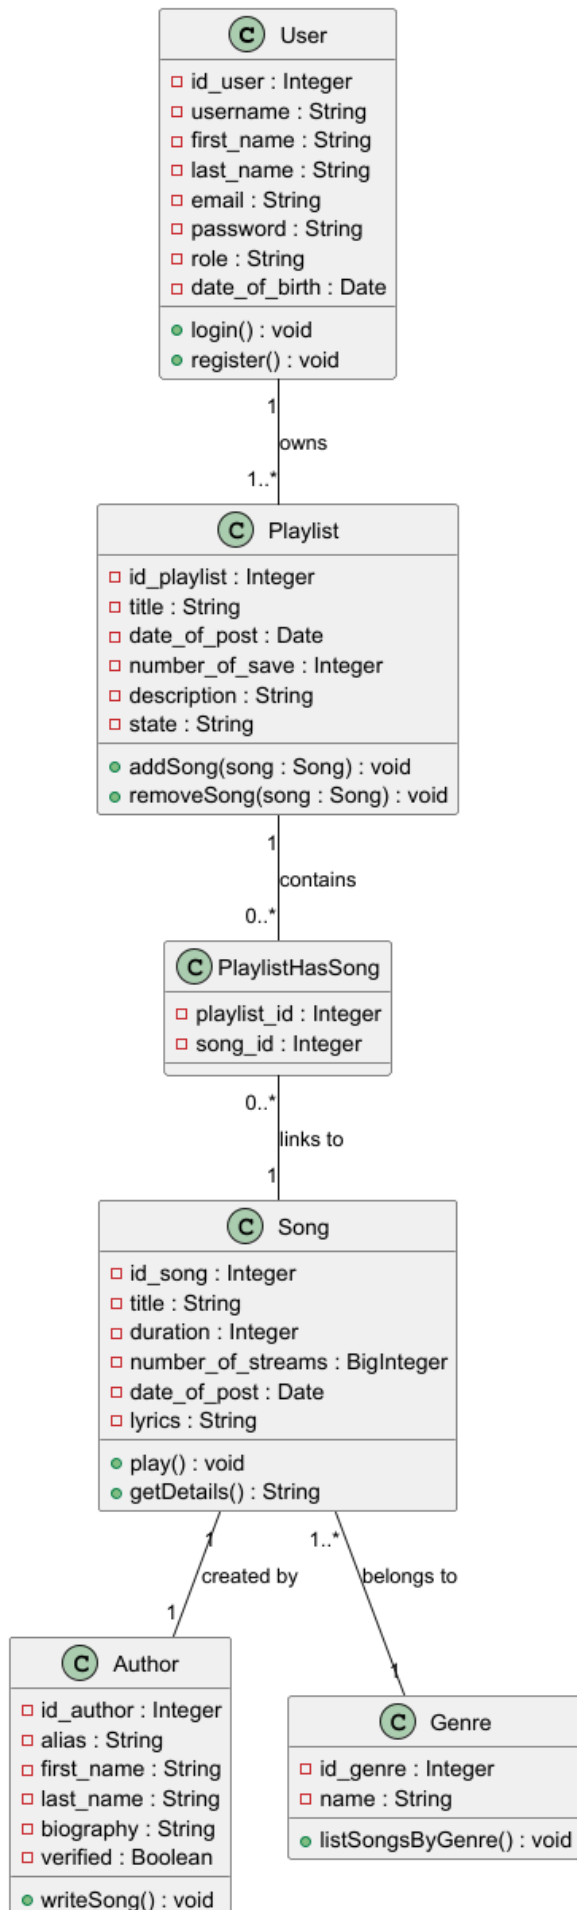 C User
id_user : Integer
username : String
first_name : String
last_name : String
email : String
password : String
role : String
date_of_birth : Date
login() : void
register() : void
1
owns
1..*
C Playlist
id_playlist : Integer
title : String
date_of_post : Date
number_of_save : Integer
description : String
state : String
addSong(song : Song) : void
removeSong(song : Song) : void
1
contains
0..*
C PlaylistHasSong
playlist_id : Integer
song_id : Integer
0..*
links to
1
C Song
id_song : Integer
title : String
duration : Integer
number_of_streams : BigInteger
date_of_post : Date
lyrics : String
play() : void
getDetails() : String
1
created by
1
1..*
belongs to
1
C Author
id_author : Integer
alias : String
first_name : String
last_name : String
biography : String
verified : Boolean
writeSong() : void
C Genre
id_genre : Integer
name : String
listSongsByGenre() : void